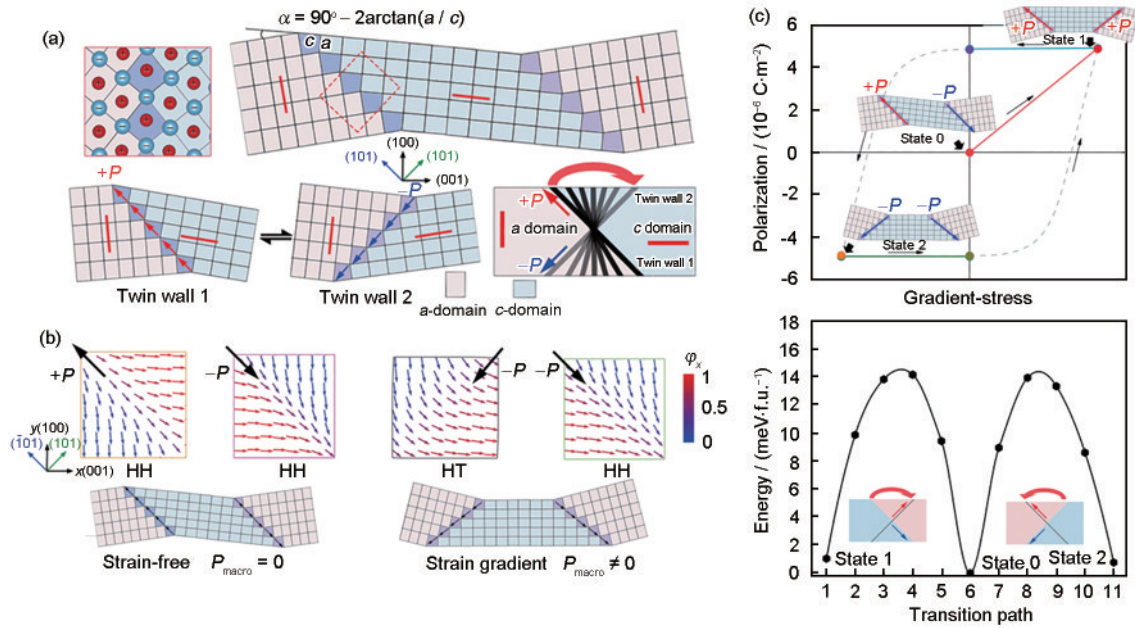 (a)
α = 90° − 2arctan(a / c)
c
a
+P
(101)
(100)
(101)
(001)
−P
+P
a domain
−P
Twin wall 2
c domain
Twin wall 1
Twin wall 1
Twin wall 2
a-domain
c-domain
(b)
+P
−P
−P
−P
φx
1
0.5
0
y(100)
(1̄01)
(101)
x(001)
HH
HH
HT
HH
Strain-free Pmacro = 0
Strain gradient Pmacro ≠ 0
(c)
Polarization / (10⁻⁶ C·m⁻²)
6
4
2
0
−2
−4
−6
+P
+P
State 1
+P
−P
State 0
−P
−P
State 2
Gradient-stress
Energy / (meV·f.u.⁻¹)
18
16
14
12
10
8
6
4
2
0
State 1
State 0
State 2
1 2 3 4 5 6 7 8 9 10 11
Transition path